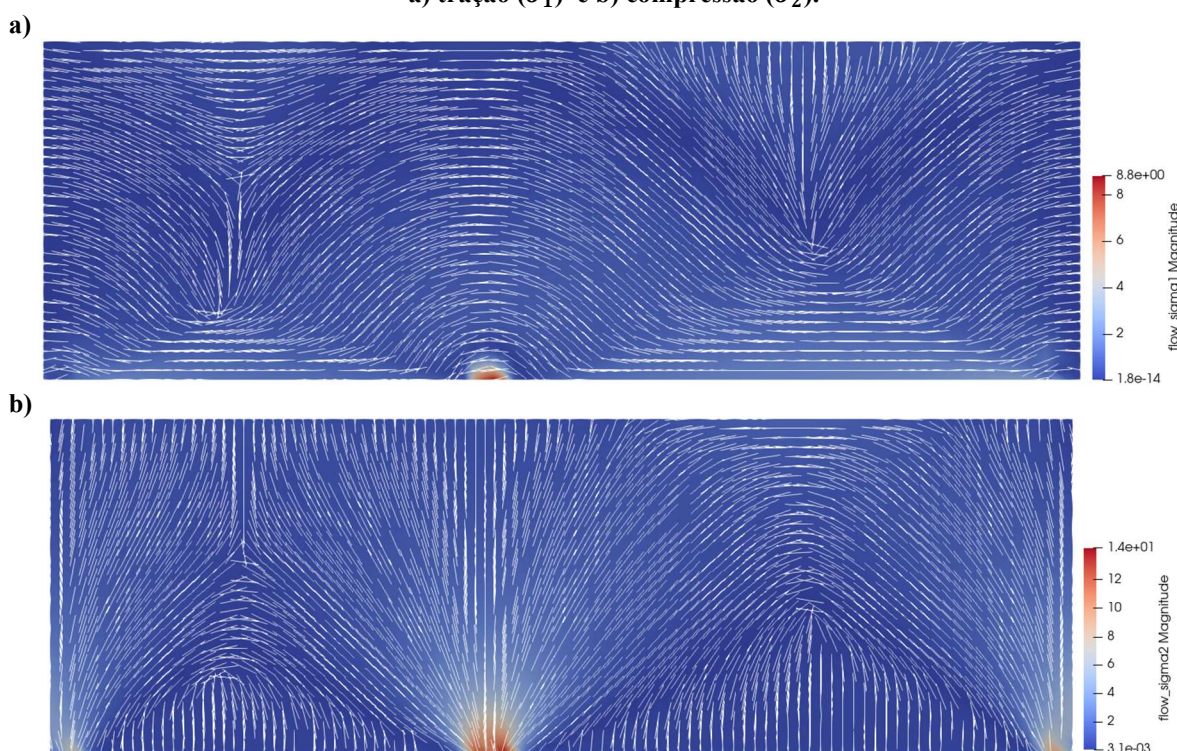 a) tração (σ1) e b) compressão (σ2).
a)
8.8e+00
8
6
4
2
1.8e-14
flow_sigma1 Magnitude
b)
1.4e+01
12
10
8
6
4
2
3.1e-03
flow_sigma2 Magnitude